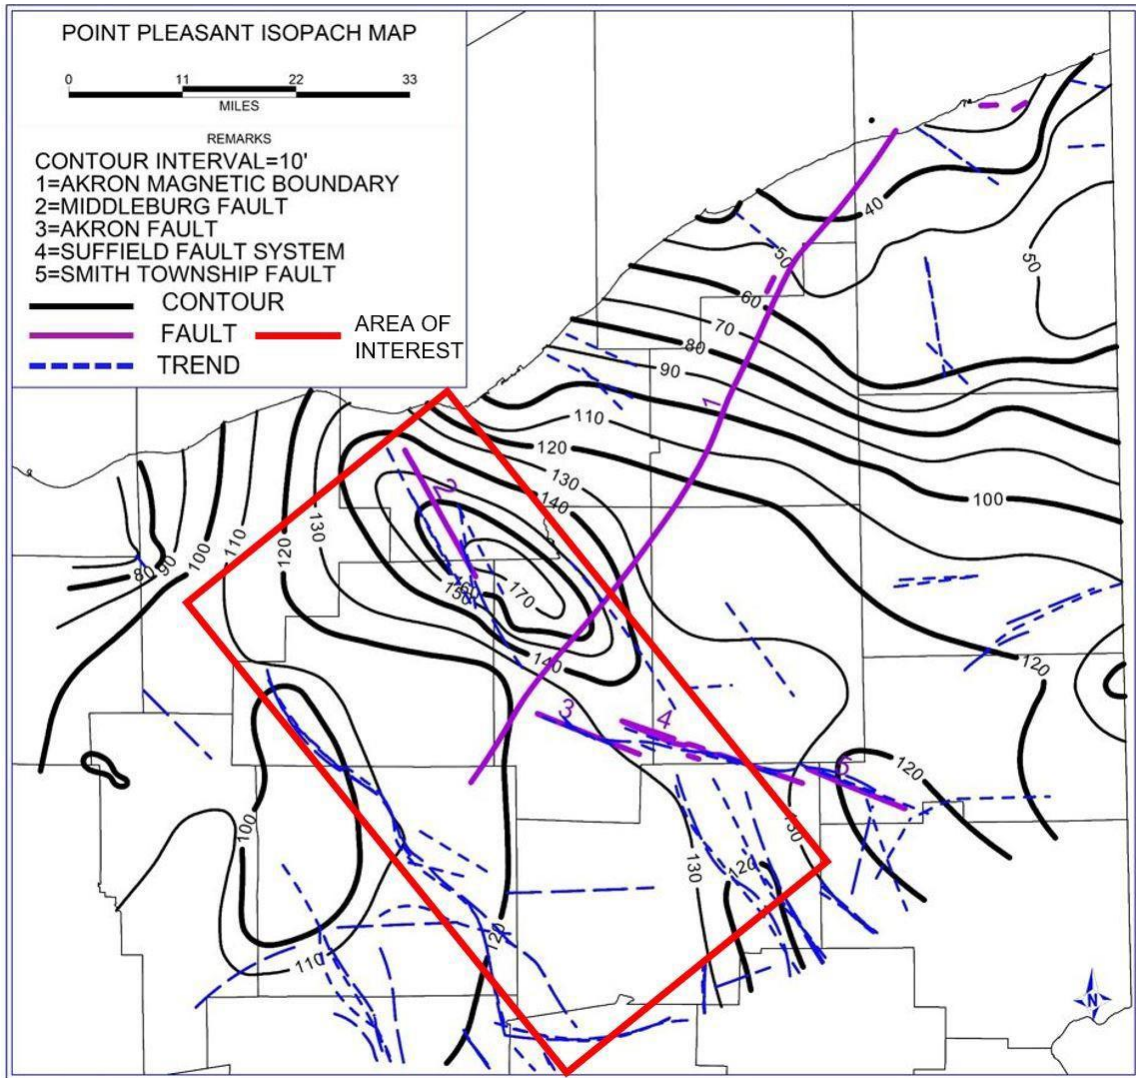 POINT PLEASANT ISOPACH MAP
0 11 22 33
MILES
REMARKS
CONTOUR INTERVAL=10'
1=AKRON MAGNETIC BOUNDARY
2=MIDDLEBURG FAULT
3=AKRON FAULT
4=SUFFIELD FAULT SYSTEM
5=SMITH TOWNSHIP FAULT
CONTOUR
FAULT
AREA OF
INTEREST
TREND
40
50
50
60
70
80
90
1
110
120
130
140
2
100
130
120
110
100
90
80
150
60
170
140
120
3
4
5
120
100
130
130
120
120
110
N